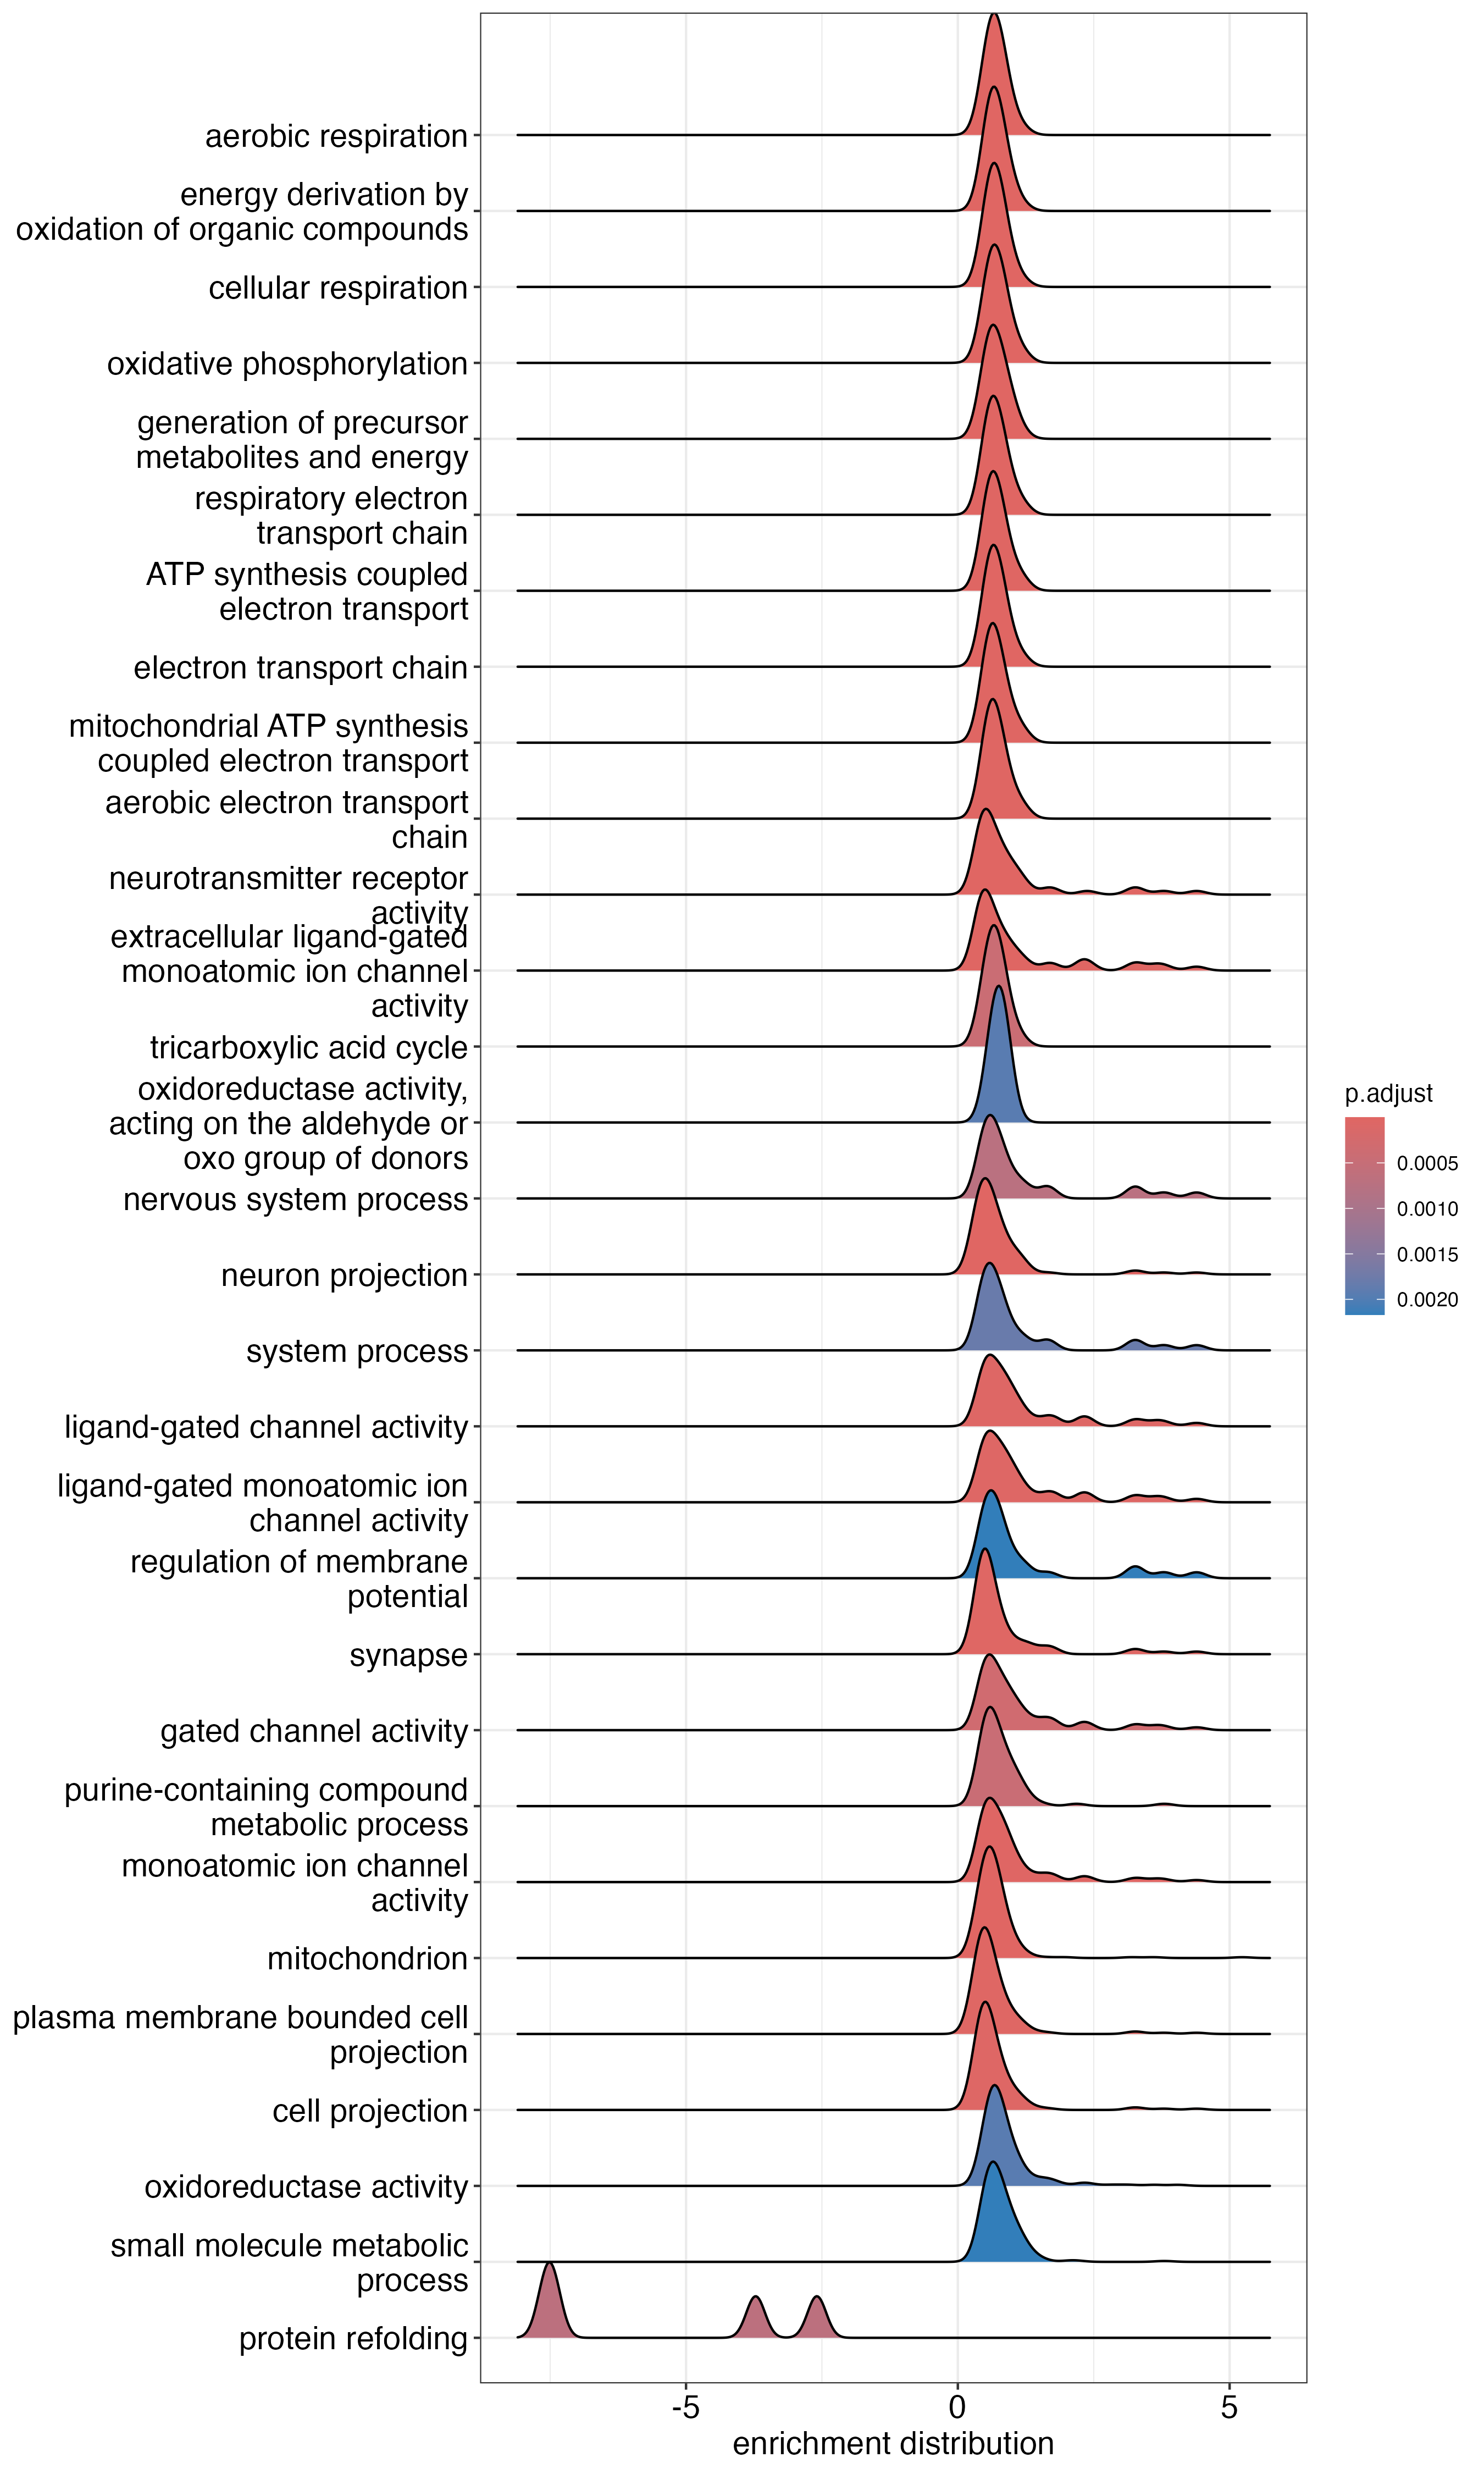 aerobic respiration
energy derivation by
oxidation of organic compounds
cellular respiration
oxidative phosphorylation
generation of precursor
metabolites and energy
respiratory electron
transport chain
ATP synthesis coupled
electron transport
electron transport chain
mitochondrial ATP synthesis
coupled electron transport
aerobic electron transport
chain
neurotransmitter receptor
activity
extracellular ligand-gated
monoatomic ion channel
activity
tricarboxylic acid cycle
oxidoreductase activity,
acting on the aldehyde or
oxo group of donors
nervous system process
neuron projection
system process
ligand-gated channel activity
ligand-gated monoatomic ion
channel activity
regulation of membrane
potential
synapse
gated channel activity
purine-containing compound
metabolic process
monoatomic ion channel
activity
mitochondrion
plasma membrane bounded cell
projection
cell projection
oxidoreductase activity
small molecule metabolic
process
protein refolding
-5 0 5
enrichment distribution
p.adjust
0.0005
0.0010
0.0015
0.0020